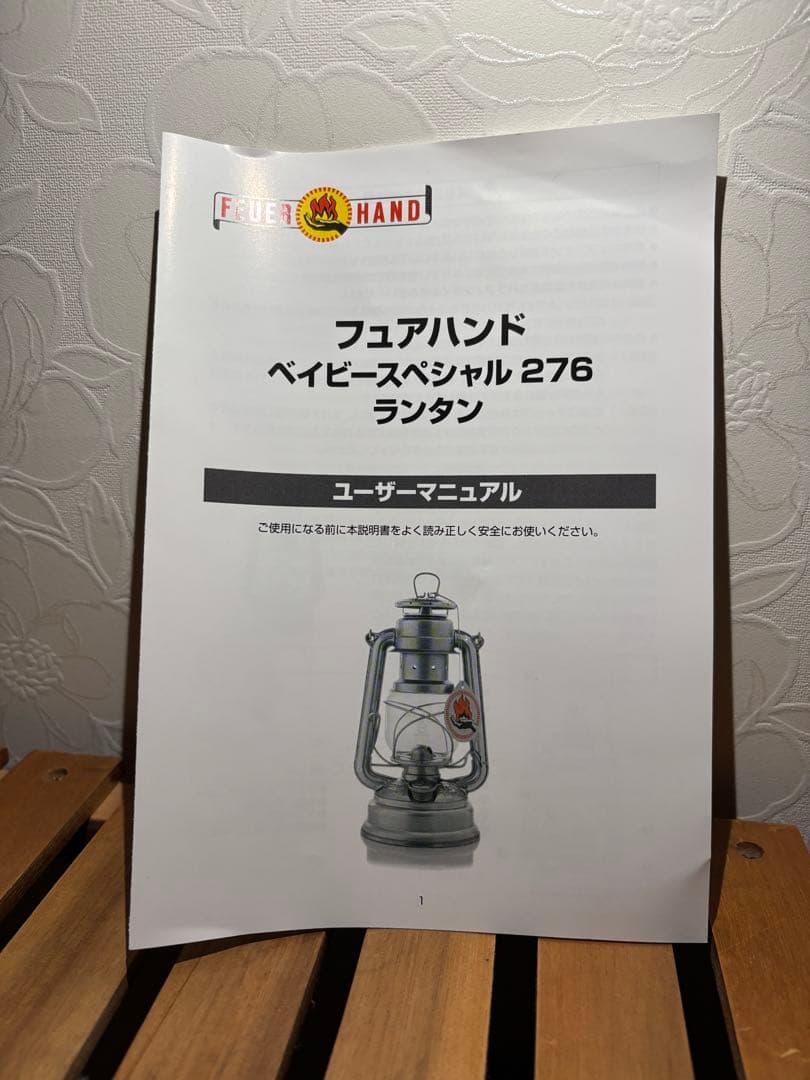 FEUER HAND
フュアハンド
ベイビースペシャル 276
ランタン
ユーザーマニュアル
ご使用になる前に本説明書をよく読み正しく安全にお使いください。
1